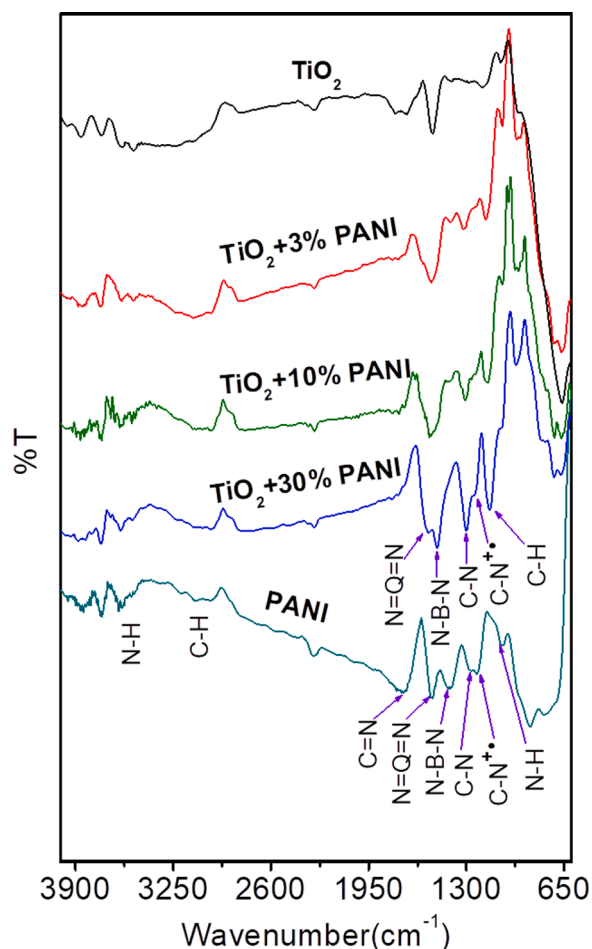 TiO₂
TiO₂+3% PANI
TiO₂+10% PANI
%T
TiO₂+30% PANI
N=Q=N
N-B-N
C-N
C-N⁺•
C-H
PANI
N-H
C-H
C=N
N=Q=N
N-B-N
C-N
C-N⁺•
N-H
3900 3250 2600 1950 1300 650
Wavenumber(cm⁻¹)